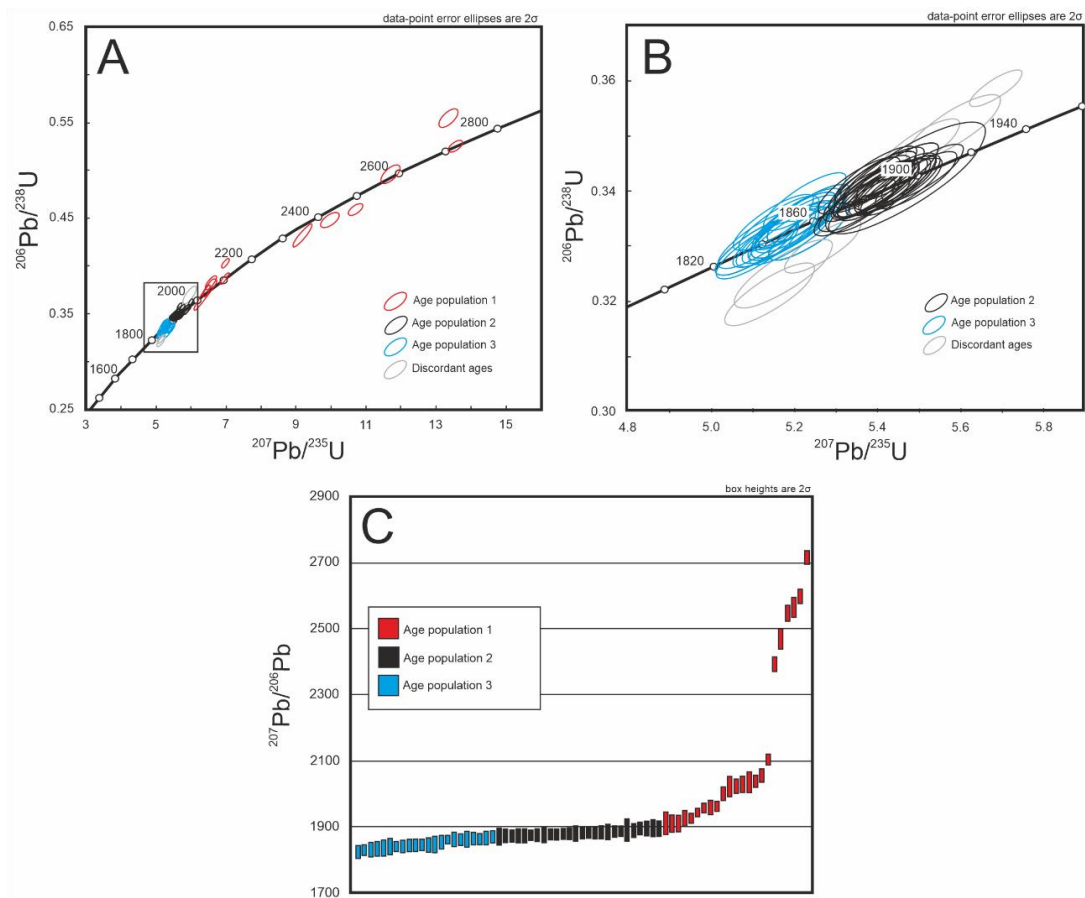 data-point error ellipses are 2σ
A
0.65
0.55
0.45
0.35
0.25
²⁰⁶Pb/²³⁸U
2800
2600
2400
2200
2000
1800
1600
Age population 1
Age population 2
Age population 3
Discordant ages
3 5 7 9 11 13 15
²⁰⁷Pb/²³⁵U
data-point error ellipses are 2σ
B
0.36
0.34
0.32
0.30
²⁰⁶Pb/²³⁸U
1940
1900
1860
1820
Age population 2
Age population 3
Discordant ages
4.8 5.0 5.2 5.4 5.6 5.8
²⁰⁷Pb/²³⁵U
box heights are 2σ
C
2900
2700
2500
2300
2100
1900
1700
²⁰⁷Pb/²⁰⁶Pb
Age population 1
Age population 2
Age population 3